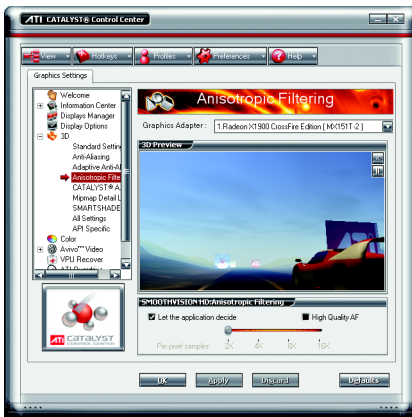 ATI CATALYST® Control Center
View Hotkeys Profiles Preferences Help
Graphics Settings
Welcome
Information Center
Displays Manager
Display Options
3D
Standard Settin
Anti-Aliasing
Adaptive Anti-Al
Anisotropic Filte
CATALYST® A.
Mipmap Detail L
SMARTSHADE
All Settings
API Specific
Color
Avivo™ Video
VPU Recover
Anisotropic Filtering
Graphics Adapter : 1.Radeon X1900 CrossFire Edition [ MX151T-2 ]
3D Preview
SMOOTHVISION HD:Anisotropic Filtering
Let the application decide
High Quality AF
Per-pixel samples: 2X 4X 8X 16X
ATI CATALYST
CONTROL CENTER
OK Apply Discard Defaults